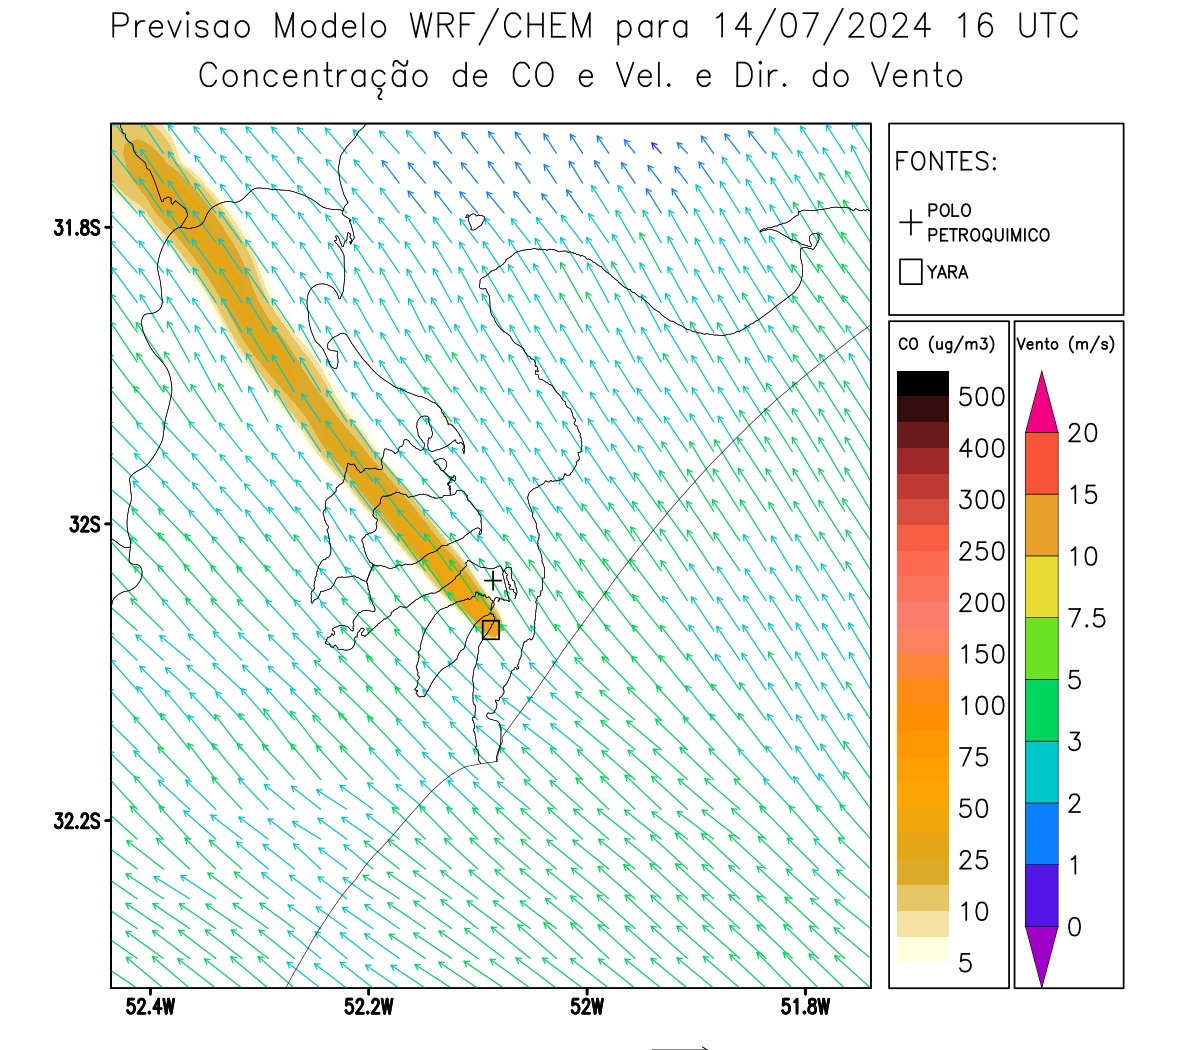 Previsao Modelo WRF/CHEM para 14/07/2024 16 UTC
Concentração de CO e Vel. e Dir. do Vento
FONTES:
POLO
PETROQUIMICO
YARA
31.8S
32S
32.2S
52.4W
52.2W
52W
51.8W
CO (ug/m3)
500
400
300
250
200
150
100
75
50
25
10
5
Vento (m/s)
20
15
10
7.5
5
3
2
1
0